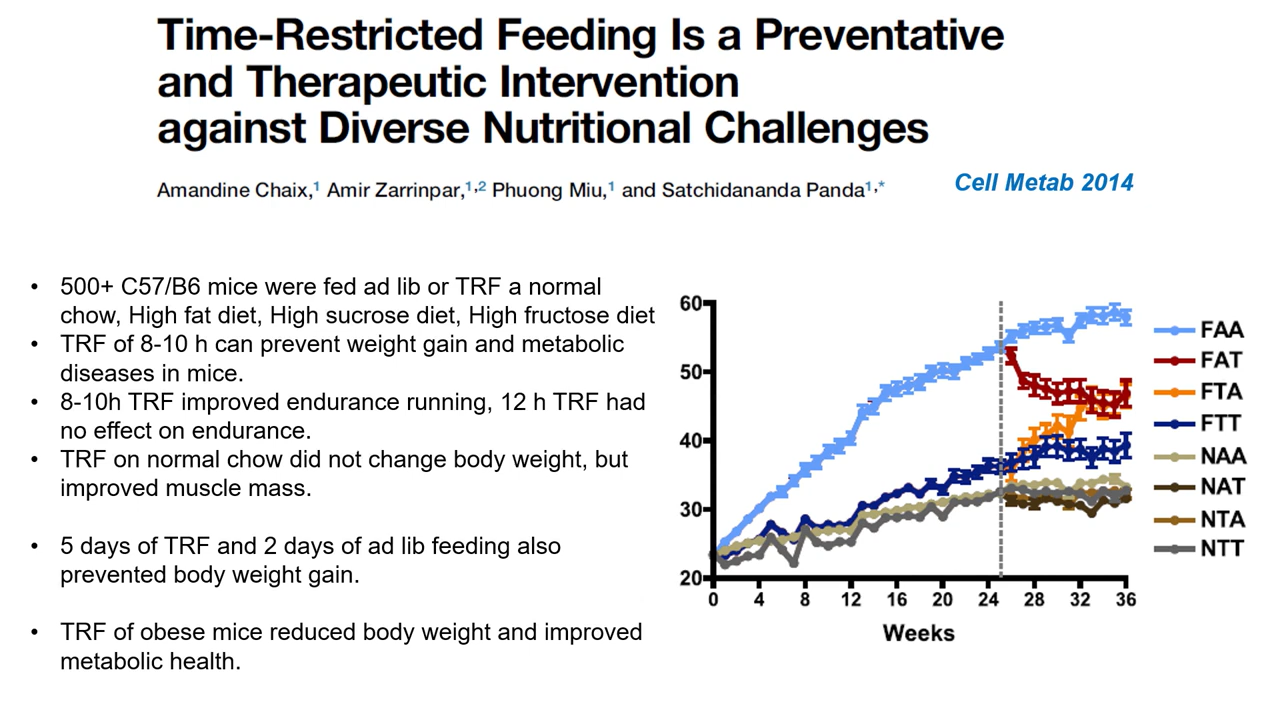 Time-Restricted Feeding Is a Preventative
and Therapeutic Intervention
against Diverse Nutritional Challenges
Amandine Chaix,1 Amir Zarrinpar,1,2 Phuong Miu,1 and Satchidananda Panda1,*
Cell Metab 2014
• 500+ C57/B6 mice were fed ad lib or TRF a normal
chow, High fat diet, High sucrose diet, High fructose diet
• TRF of 8-10 h can prevent weight gain and metabolic
diseases in mice.
• 8-10h TRF improved endurance running, 12 h TRF had
no effect on endurance.
• TRF on normal chow did not change body weight, but
improved muscle mass.
• 5 days of TRF and 2 days of ad lib feeding also
prevented body weight gain.
• TRF of obese mice reduced body weight and improved
metabolic health.
60
50
40
30
20
0 4 8 12 16 20 24 28 32 36
Weeks
FAA
FAT
FTA
FTT
NAA
NAT
NTA
NTT